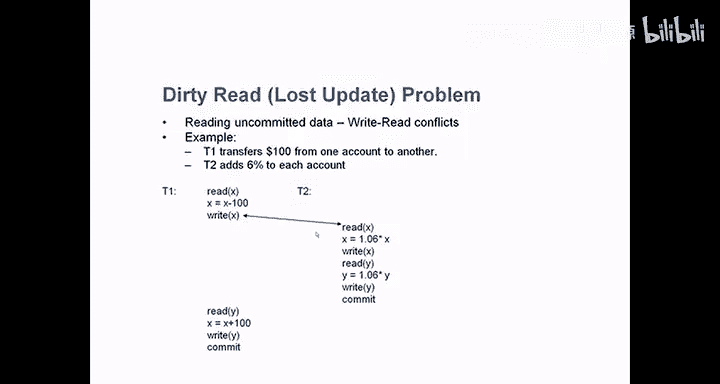 bilibili
Dirty Read (Lost Update) Problem
• Reading uncommitted data – Write-Read conflicts
• Example:
– T1 transfers $100 from one account to another.
– T2 adds 6% to each account
T1: read(x) T2:
x = x-100
write(x)
read(x)
x = 1.06* x
write(x)
read(y)
y = 1.06* y
write(y)
commit
read(y)
x = x+100
write(y)
commit